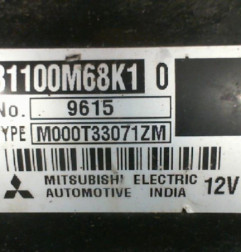 31100M68K1 0
No. 9615
TYPE M000T33071ZM
MITSUBISHI ELECTRIC
AUTOMOTIVE INDIA 12V